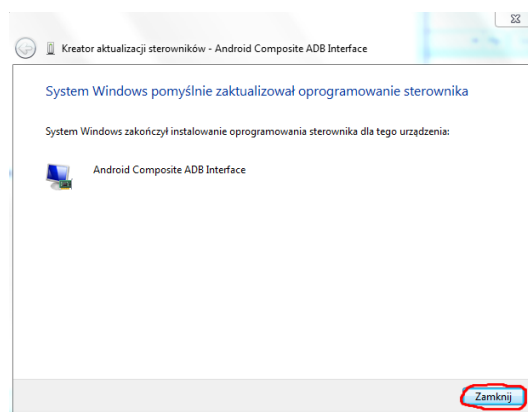 Kreator aktualizacji sterowników - Android Composite ADB Interface
System Windows pomyślnie zaktualizował oprogramowanie sterownika
System Windows zakończył instalowanie oprogramowania sterownika dla tego urządzenia:
Android Composite ADB Interface
Zamknij